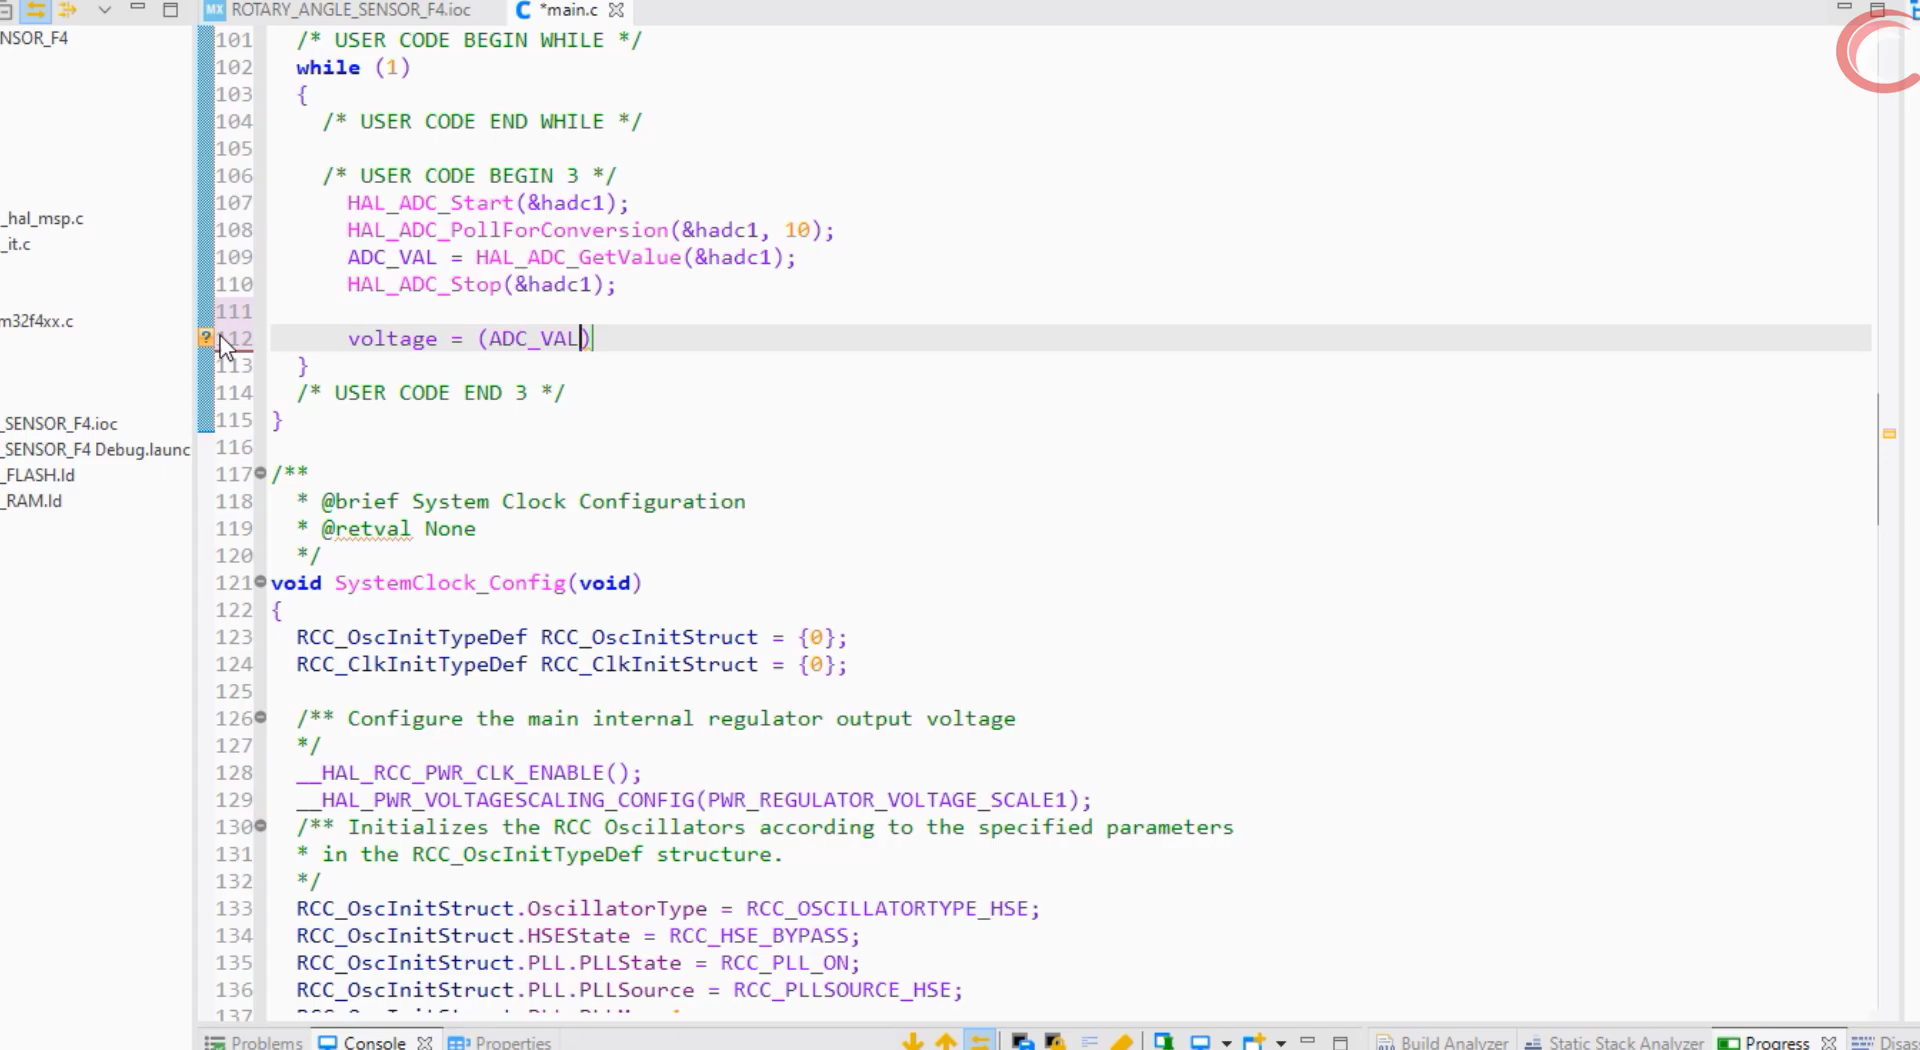 ROTARY_ANGLE_SENSOR_F4.ioc
*main.c
NSOR_F4
_hal_msp.c
_it.c
m32f4xx.c
_SENSOR_F4.ioc
_SENSOR_F4 Debug.launc
_FLASH.ld
_RAM.ld
101 /* USER CODE BEGIN WHILE */
102 while (1)
103 {
104 /* USER CODE END WHILE */
105
106 /* USER CODE BEGIN 3 */
107 HAL_ADC_Start(&hadc1);
108 HAL_ADC_PollForConversion(&hadc1, 10);
109 ADC_VAL = HAL_ADC_GetValue(&hadc1);
110 HAL_ADC_Stop(&hadc1);
111
112 voltage = (ADC_VAL)
113 }
114 /* USER CODE END 3 */
115 }
116
117 /**
118 * @brief System Clock Configuration
119 * @retval None
120 */
121 void SystemClock_Config(void)
122 {
123 RCC_OscInitTypeDef RCC_OscInitStruct = {0};
124 RCC_ClkInitTypeDef RCC_ClkInitStruct = {0};
125
126 /** Configure the main internal regulator output voltage
127 */
128 __HAL_RCC_PWR_CLK_ENABLE();
129 __HAL_PWR_VOLTAGESCALING_CONFIG(PWR_REGULATOR_VOLTAGE_SCALE1);
130 /** Initializes the RCC Oscillators according to the specified parameters
131 * in the RCC_OscInitTypeDef structure.
132 */
133 RCC_OscInitStruct.OscillatorType = RCC_OSCILLATORTYPE_HSE;
134 RCC_OscInitStruct.HSEState = RCC_HSE_BYPASS;
135 RCC_OscInitStruct.PLL.PLLState = RCC_PLL_ON;
136 RCC_OscInitStruct.PLL.PLLSource = RCC_PLLSOURCE_HSE;
137
Problems Console Properties
Build Analyzer Static Stack Analyzer Progress Disas